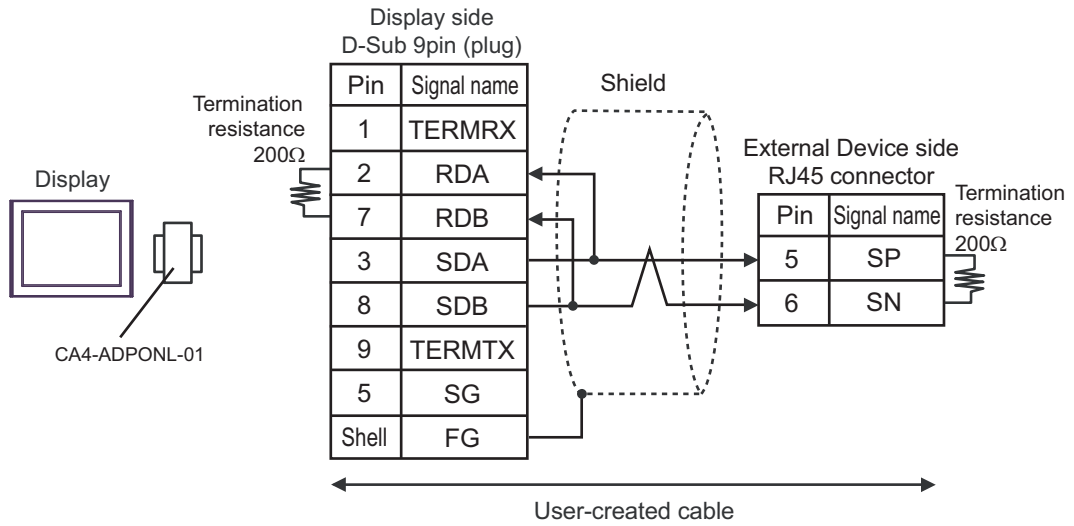 Display side
D-Sub 9pin (plug)
Pin Signal name
1 TERMRX
2 RDA
7 RDB
3 SDA
8 SDB
9 TERMTX
5 SG
Shell FG
Termination
resistance
200Ω
Display
CA4-ADPONL-01
Shield
External Device side
RJ45 connector
Pin Signal name
5 SP
6 SN
Termination
resistance
200Ω
User-created cable